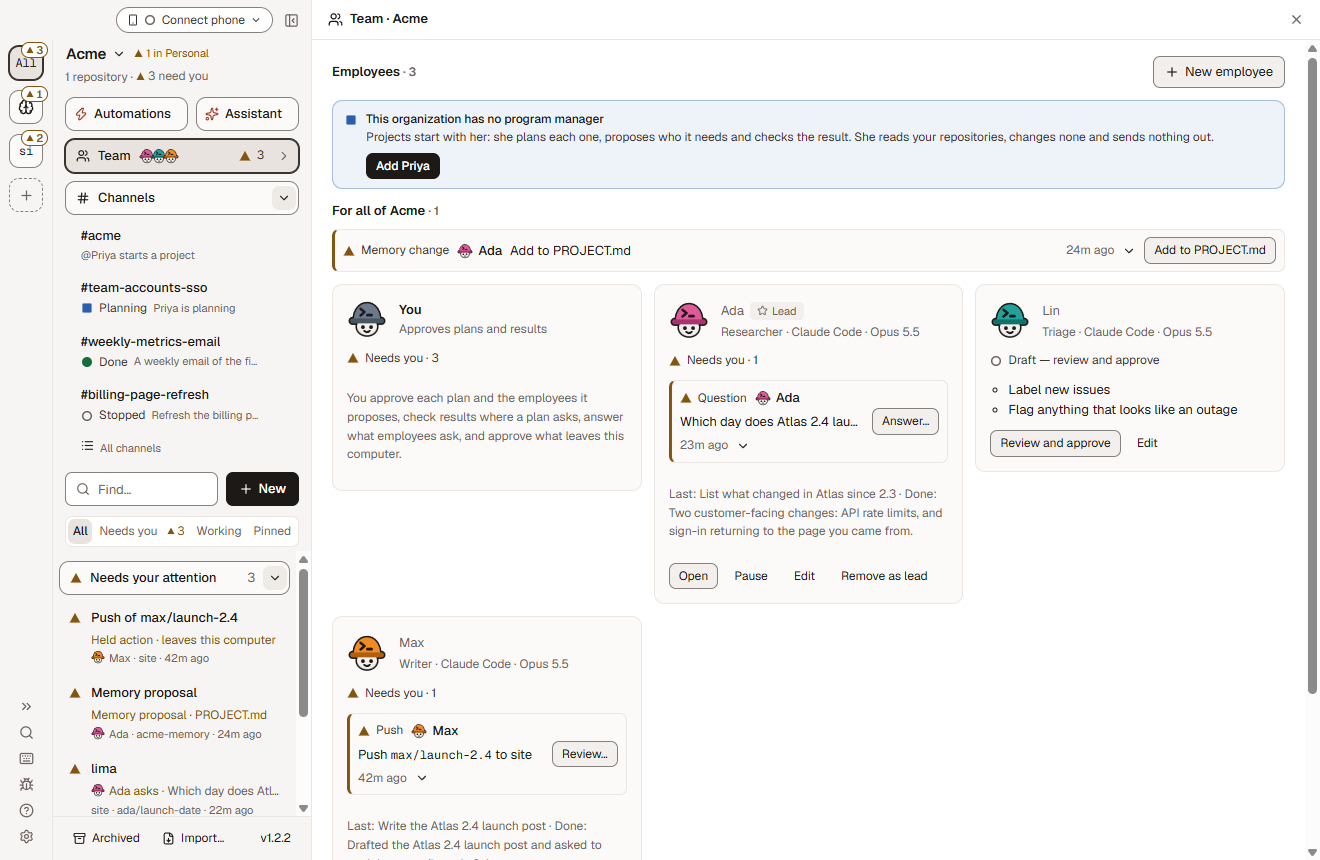 Connect phone
Team · Acme
3
All
1
2
si
Acme
1 in Personal
1 repository · 3 need you
Automations
Assistant
Team
3
Channels
#acme
@Priya starts a project
#team-accounts-sso
Planning Priya is planning
#weekly-metrics-email
Done A weekly email of the fi...
#billing-page-refresh
Stopped Refresh the billing p...
All channels
Find...
New
All Needs you 3 Working Pinned
Needs your attention 3
Push of max/launch-2.4
Held action · leaves this computer
Max · site · 42m ago
Memory proposal
Memory proposal · PROJECT.md
Ada · acme-memory · 24m ago
lima
Ada asks · Which day does Atl...
site · ada/launch-date · 22m ago
Archived
Import...
v1.2.2
Employees · 3
New employee
This organization has no program manager
Projects start with her: she plans each one, proposes who it needs and checks the result. She reads your repositories, changes none and sends nothing out.
Add Priya
For all of Acme · 1
Memory change Ada Add to PROJECT.md
24m ago
Add to PROJECT.md
You
Approves plans and results
Needs you · 3
You approve each plan and the employees it
proposes, check results where a plan asks, answer
what employees ask, and approve what leaves this
computer.
Ada Lead
Researcher · Claude Code · Opus 5.5
Needs you · 1
Question Ada
Which day does Atlas 2.4 lau...
Answer...
23m ago
Last: List what changed in Atlas since 2.3 · Done:
Two customer-facing changes: API rate limits, and
sign-in returning to the page you came from.
Open
Pause
Edit
Remove as lead
Lin
Triage · Claude Code · Opus 5.5
Draft — review and approve
Label new issues
Flag anything that looks like an outage
Review and approve
Edit
Max
Writer · Claude Code · Opus 5.5
Needs you · 1
Push Max
Push max/launch-2.4 to site
Review...
42m ago
Last: Write the Atlas 2.4 launch post · Done:
Drafted the Atlas 2.4 launch post and asked to